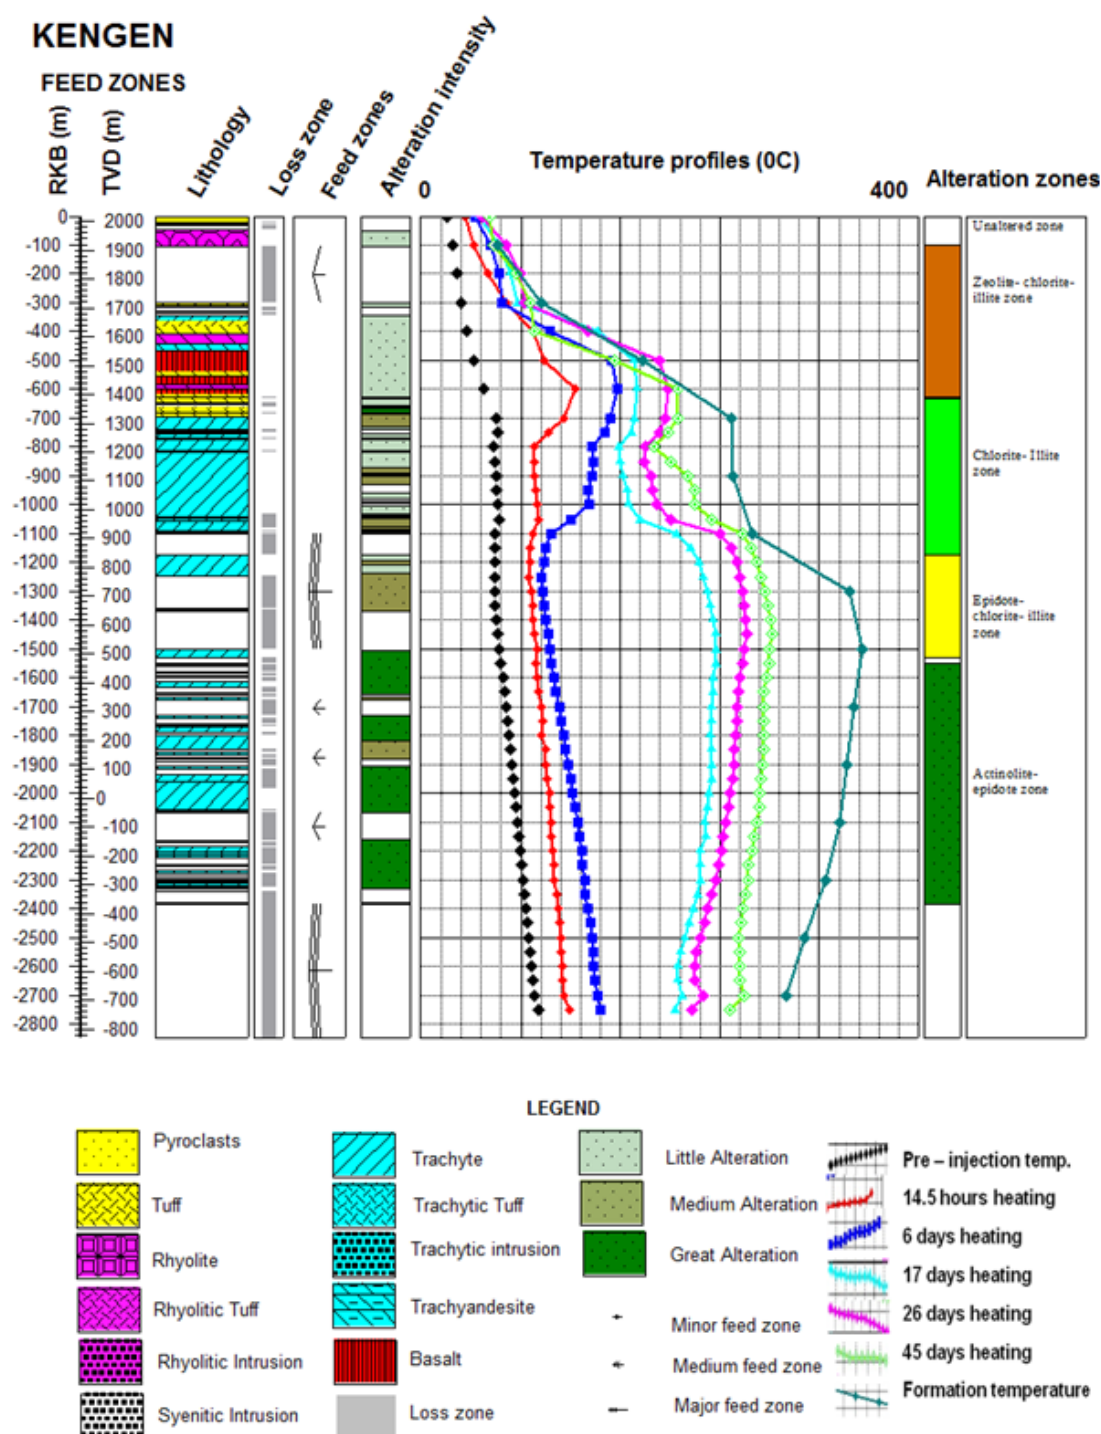 KENGEN
FEED ZONES
RKB (m)
TVD (m)
Lithology
Loss zone
Feed zones
Alteration intensity
Temperature profiles (0C)
0
400
Alteration zones
0
-100
-200
-300
-400
-500
-600
-700
-800
-900
-1000
-1100
-1200
-1300
-1400
-1500
-1600
-1700
-1800
-1900
-2000
-2100
-2200
-2300
-2400
-2500
-2600
-2700
-2800
2000
1900
1800
1700
1600
1500
1400
1300
1200
1100
1000
900
800
700
600
500
400
300
200
100
0
-100
-200
-300
-400
-500
-600
-700
-800
Unaltered zone
Zeolite- chlorite-
illite zone
Chlorite- Illite
zone
Epidote-
chlorite- illite
zone
Actinolite-
epidote zone
LEGEND
Pyroclasts
Tuff
Rhyolite
Rhyolitic Tuff
Rhyolitic Intrusion
Syenitic Intrusion
Trachyte
Trachytic Tuff
Trachytic intrusion
Trachyandesite
Basalt
Loss zone
Little Alteration
Medium Alteration
Great Alteration
Minor feed zone
Medium feed zone
Major feed zone
Pre – injection temp.
14.5 hours heating
6 days heating
17 days heating
26 days heating
45 days heating
Formation temperature